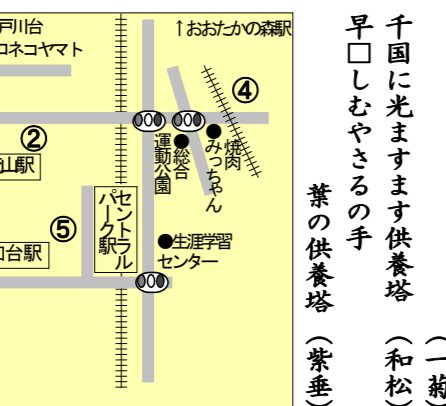 千国に光ますます供養塔 (和松)
早□しむやさるの手 (一菊)
葉の供養塔 (紫垂)
戸川台
ロネコヤマト
↑おおたかの森駅
④
②
山駅
運動公園
●総合
●みっちゃん
焼肉
⑤
セントラル
パーク駅
口台駅
●生涯学習
センター